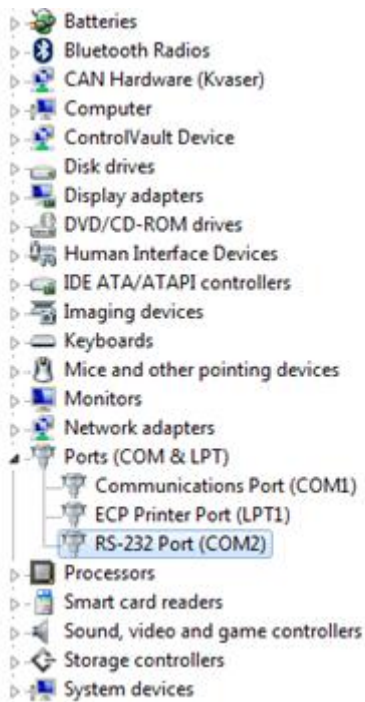 Batteries
Bluetooth Radios
CAN Hardware (Kvaser)
Computer
ControlVault Device
Disk drives
Display adapters
DVD/CD-ROM drives
Human Interface Devices
IDE ATA/ATAPI controllers
Imaging devices
Keyboards
Mice and other pointing devices
Monitors
Network adapters
Ports (COM & LPT)
Communications Port (COM1)
ECP Printer Port (LPT1)
RS-232 Port (COM2)
Processors
Smart card readers
Sound, video and game controllers
Storage controllers
System devices